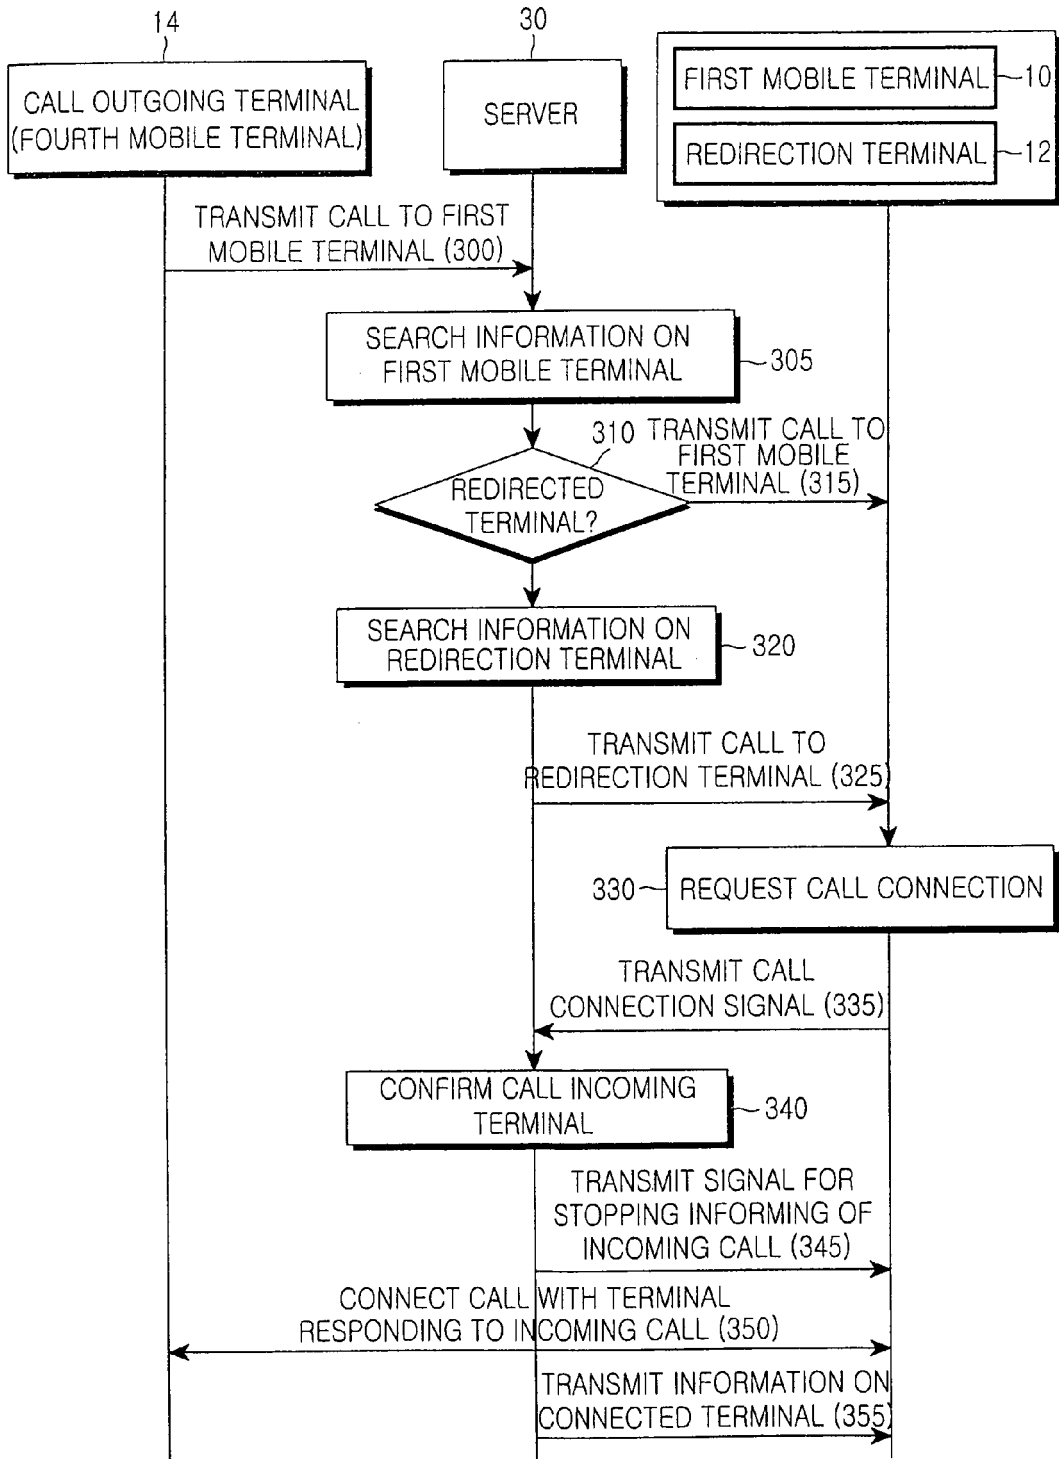 14
30
CALL OUTGOING TERMINAL
(FOURTH MOBILE TERMINAL)
SERVER
FIRST MOBILE TERMINAL
10
REDIRECTION TERMINAL
12
TRANSMIT CALL TO FIRST
MOBILE TERMINAL (300)
SEARCH INFORMATION ON
FIRST MOBILE TERMINAL
305
310
TRANSMIT CALL TO
FIRST MOBILE
TERMINAL (315)
REDIRECTED
TERMINAL?
SEARCH INFORMATION ON
REDIRECTION TERMINAL
320
TRANSMIT CALL TO
REDIRECTION TERMINAL (325)
330
REQUEST CALL CONNECTION
TRANSMIT CALL
CONNECTION SIGNAL (335)
CONFIRM CALL INCOMING
TERMINAL
340
TRANSMIT SIGNAL FOR
STOPPING INFORMING OF
INCOMING CALL (345)
CONNECT CALL WITH TERMINAL
RESPONDING TO INCOMING CALL (350)
TRANSMIT INFORMATION ON
CONNECTED TERMINAL (355)